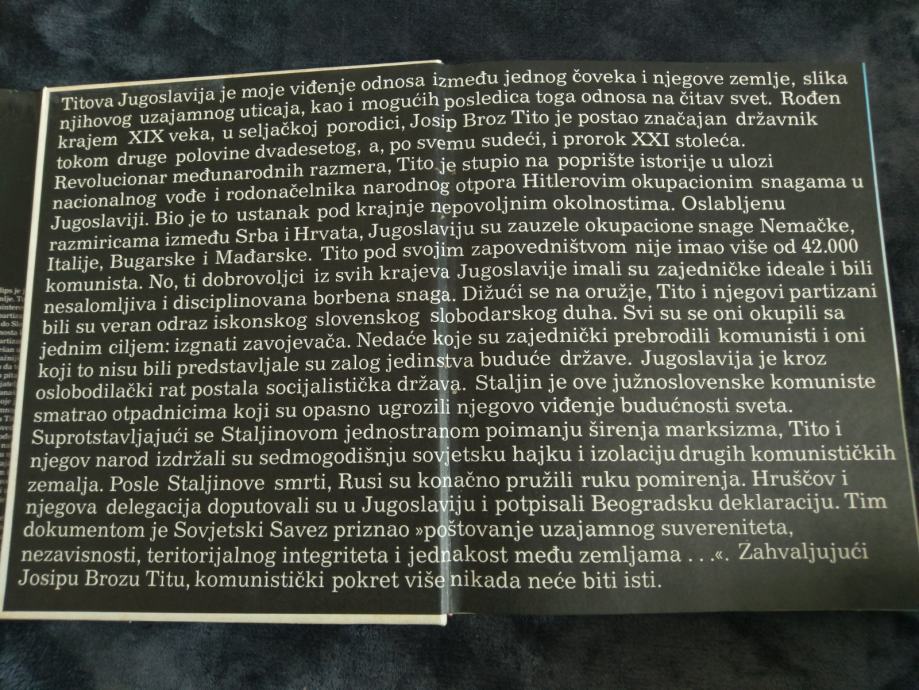 Titova Jugoslavija je moje viđenje odnosa između jednog čoveka i njegove zemlje, slika
njihovog uzajamnog uticaja, kao i mogućih posledica toga odnosa na čitav svet. Rođen
krajem XIX veka, u seljačkoj porodici, Josip Broz Tito je postao značajan državnik
tokom druge polovine dvadesetog, a, po svemu sudeći, i prorok XXI stoleća.
Revolucionar međunarodnih razmera, Tito je stupio na poprište istorije u ulozi
nacionalnog vođe i rodonačelnika narodnog otpora Hitlerovim okupacionim snagama u
Jugoslaviji. Bio je to ustanak pod krajnje nepovoljnim okolnostima. Oslabljenu
razmiricama između Srba i Hrvata, Jugoslaviju su zauzele okupacione snage Nemačke,
Italije, Bugarske i Mađarske. Tito pod svojim zapovedništvom nije imao više od 42.000
komunista. No, ti dobrovoljci iz svih krajeva Jugoslavije imali su zajedničke ideale i bili
nesalomljiva i disciplinovana borbena snaga. Dižući se na oružje, Tito i njegovi partizani
bili su veran odraz iskonskog slovenskog slobodarskog duha. Svi su se oni okupili sa
jednim ciljem: izgnati zavojevača. Nedaće koje su zajednički prebrodili komunisti i oni
koji to nisu bili predstavljale su zalog jedinstva buduće države. Jugoslavija je kroz
oslobodilački rat postala socijalistička država. Staljin je ove južnoslovenske komuniste
smatrao otpadnicima koji su opasno ugrozili njegovo viđenje budućnosti sveta.
Suprotstavljajući se Staljinovom jednostranom poimanju širenja marksizma, Tito i
njegov narod izdržali su sedmogodišnju sovjetsku hajku i izolaciju drugih komunističkih
zemalja. Posle Staljinove smrti, Rusi su konačno pružili ruku pomirenja. Hruščov i
njegova delegacija doputovali su u Jugoslaviju i potpisali Beogradsku deklaraciju. Tim
dokumentom je Sovjetski Savez priznao »poštovanje uzajamnog suvereniteta,
nezavisnosti, teritorijalnog integriteta i jednakost među zemljama . . .«. Zahvaljujući
Josipu Brozu Titu, komunistički pokret više nikada neće biti isti.